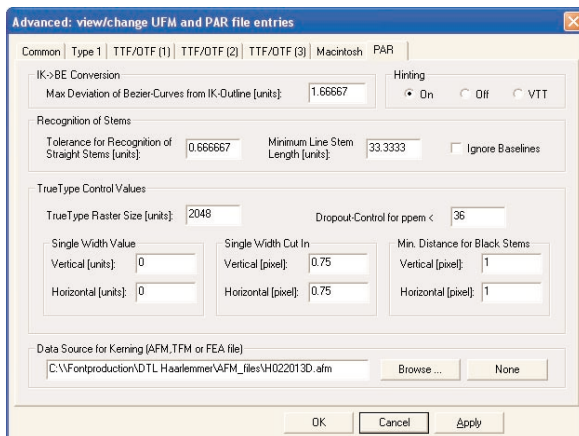 Advanced: view/change UFM and PAR file entries
Common Type 1 TTF/OTF (1) TTF/OTF (2) TTF/OTF (3) Macintosh PAR
IK->BE Conversion
Max Deviation of Bezier-Curves from IK-Outline [units]: 1.66667
Hinting
On Off VTT
Recognition of Stems
Tolerance for Recognition of Straight Stems [units]: 0.666667
Minimum Line Stem Length [units]: 33.3333
Ignore Baselines
TrueType Control Values
TrueType Raster Size [units]: 2048
Dropout-Control for ppem < 36
Single Width Value
Vertical [units]: 0
Horizontal [units]: 0
Single Width Cut In
Vertical [pixel]: 0.75
Horizontal [pixel]: 0.75
Min. Distance for Black Stems
Vertical [pixel]: 1
Horizontal [pixel]: 1
Data Source for Kerning (AFM,TFM or FEA file)
C:\\Fontproduction\DTL Haarlemmer\AFM_files\H022013D.afm Browse ... None
OK Cancel Apply